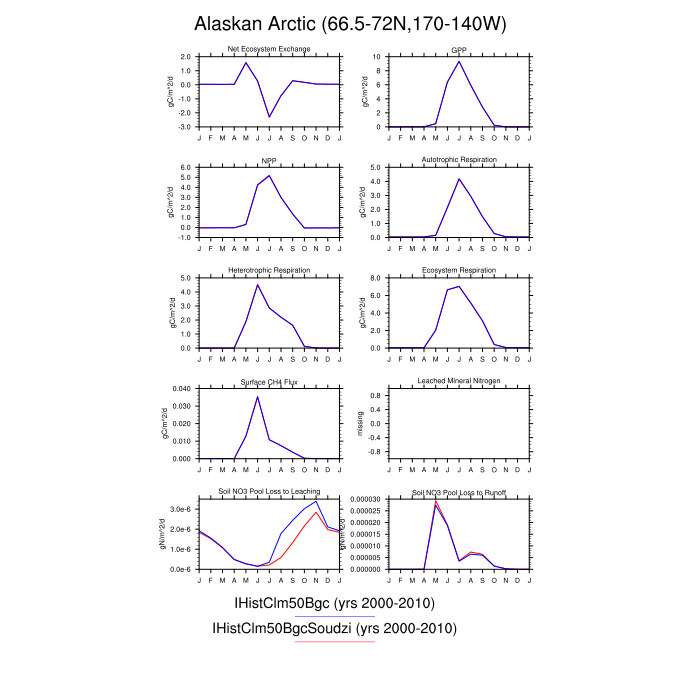 Alaskan Arctic (66.5-72N,170-140W)
Net Ecosystem Exchange
gC/m^2/d
2.0
1.0
0.0
-1.0
-2.0
-3.0
J F M A M J J A S O N D J
GPP
gC/m^2/d
10
8
6
4
2
0
J F M A M J J A S O N D J
NPP
gC/m^2/d
6.0
5.0
4.0
3.0
2.0
1.0
0.0
-1.0
J F M A M J J A S O N D J
Autotrophic Respiration
gC/m^2/d
5.0
4.0
3.0
2.0
1.0
0.0
J F M A M J J A S O N D J
Heterotrophic Respiration
gC/m^2/d
5.0
4.0
3.0
2.0
1.0
0.0
J F M A M J J A S O N D J
Ecosystem Respiration
gC/m^2/d
8.0
6.0
4.0
2.0
0.0
J F M A M J J A S O N D J
Surface CH4 Flux
gC/m^2/d
0.040
0.030
0.020
0.010
0.000
J F M A M J J A S O N D J
Leached Mineral Nitrogen
missing
0.8
0.4
0.0
-0.4
-0.8
J F M A M J J A S O N D J
Soil NO3 Pool Loss to Leaching
gN/m^2/d
3.0e-6
2.0e-6
1.0e-6
0.0e-6
J F M A M J J A S O N D J
Soil NO3 Pool Loss to Runoff
gN/m^2/d
0.000030
0.000025
0.000020
0.000015
0.000010
0.000005
0.000000
J F M A M J J A S O N D J
IHistClm50Bgc (yrs 2000-2010)
IHistClm50BgcSoudzi (yrs 2000-2010)